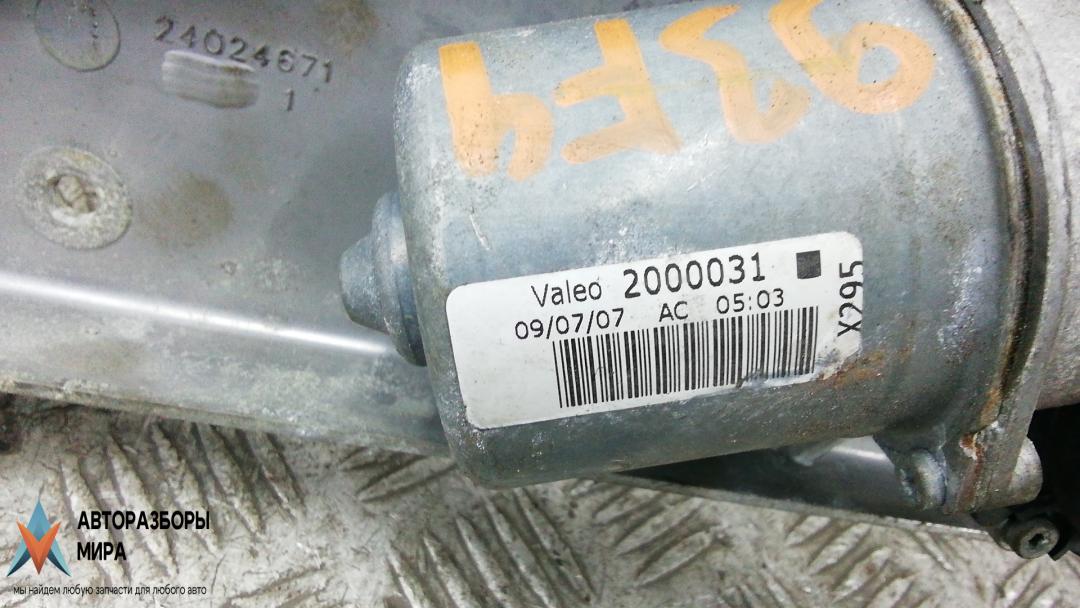 24024671
1
93F4
Valeo 2000031
09/07/07 AC 05:03
X295
АВТОРАЗБОРЫ
МИРА
мы найдем любую запчасти для любого авто